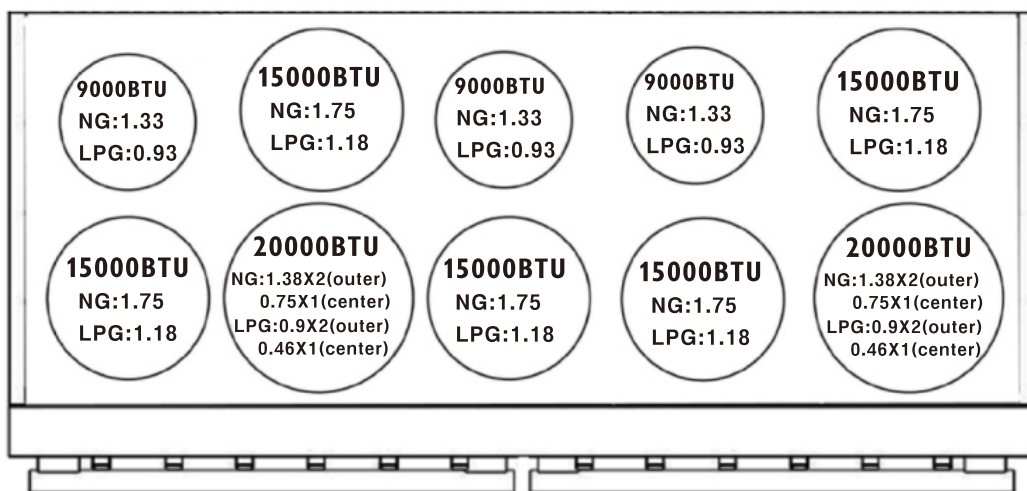 9000BTU
NG:1.33
LPG:0.93
15000BTU
NG:1.75
LPG:1.18
9000BTU
NG:1.33
LPG:0.93
9000BTU
NG:1.33
LPG:0.93
15000BTU
NG:1.75
LPG:1.18
15000BTU
NG:1.75
LPG:1.18
20000BTU
NG:1.38X2(outer)
0.75X1(center)
LPG:0.9X2(outer)
0.46X1(center)
15000BTU
NG:1.75
LPG:1.18
15000BTU
NG:1.75
LPG:1.18
20000BTU
NG:1.38X2(outer)
0.75X1(center)
LPG:0.9X2(outer)
0.46X1(center)